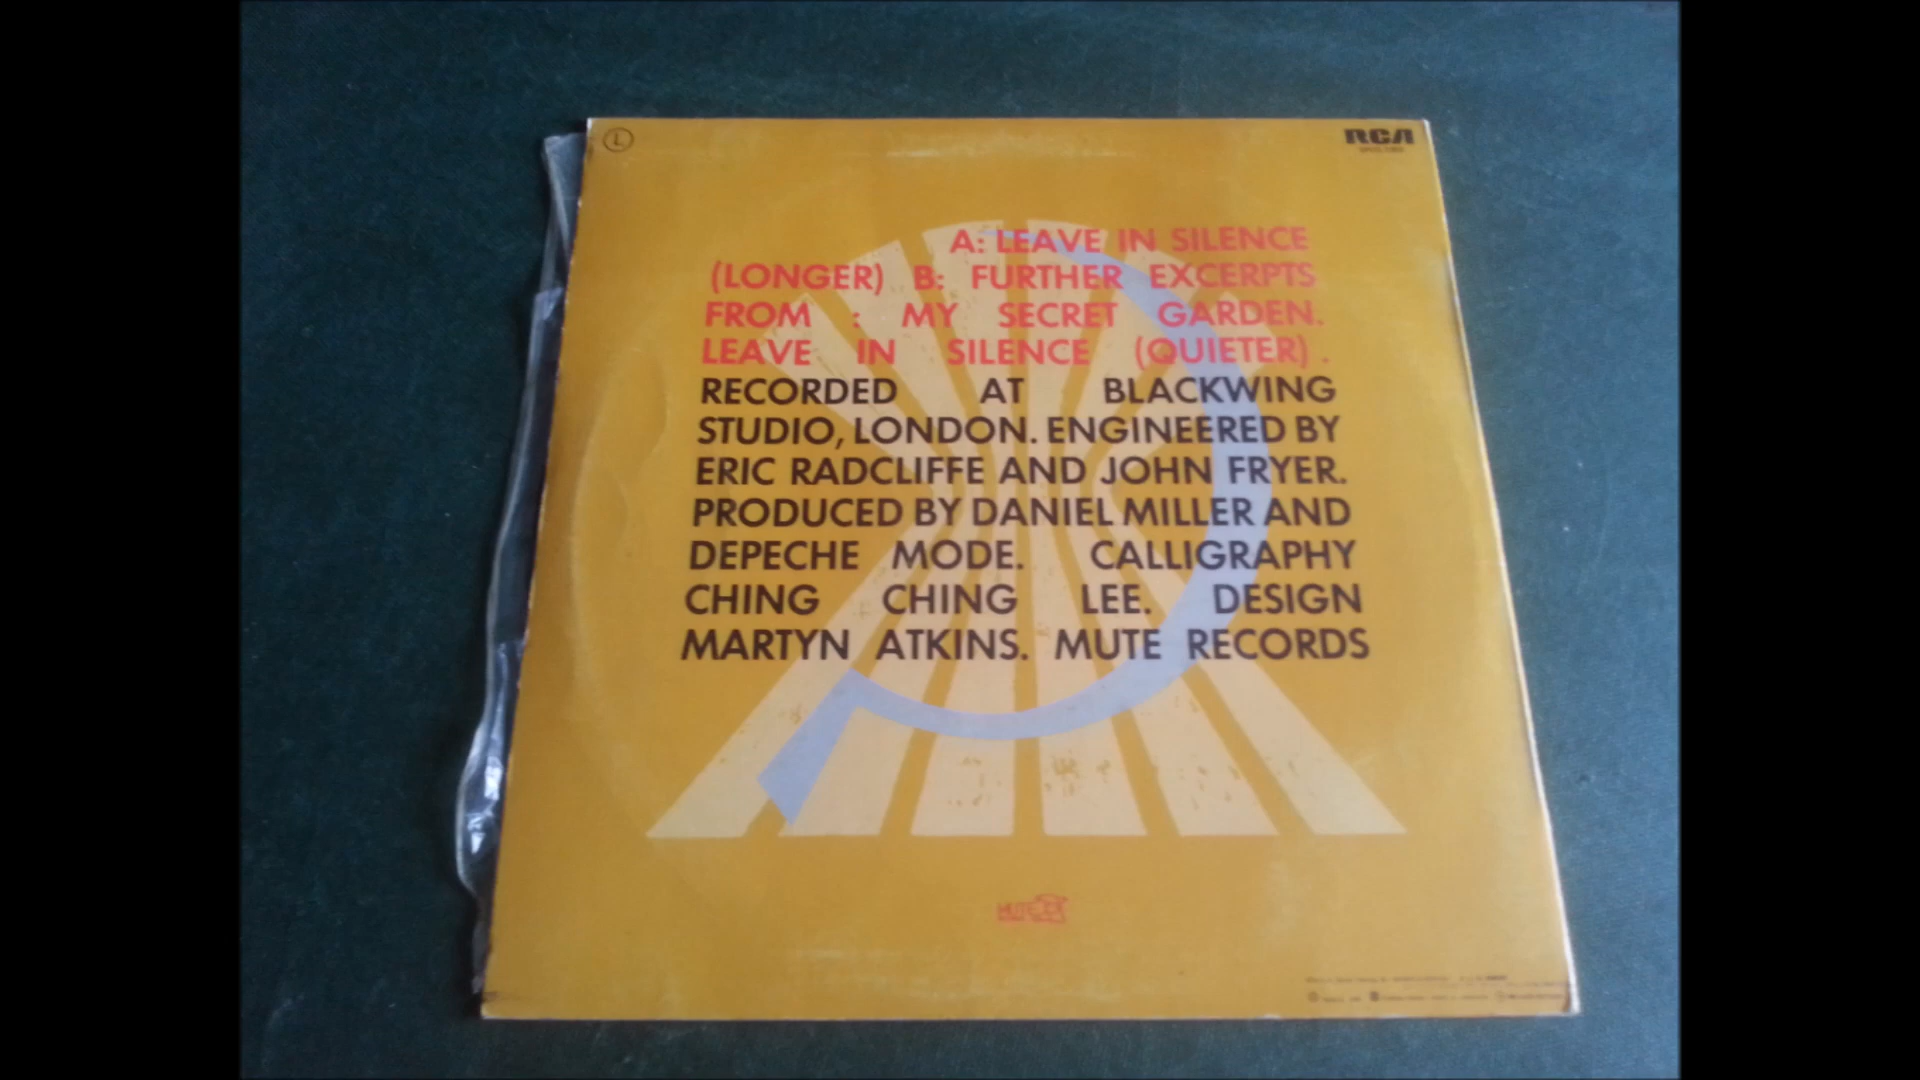 L
RCA
A: LEAVE IN SILENCE
(LONGER) B: FURTHER EXCERPTS
FROM : MY SECRET GARDEN.
LEAVE IN SILENCE (QUIETER) .
RECORDED AT BLACKWING
STUDIO, LONDON. ENGINEERED BY
ERIC RADCLIFFE AND JOHN FRYER.
PRODUCED BY DANIEL MILLER AND
DEPECHE MODE. CALLIGRAPHY
CHING CHING LEE. DESIGN
MARTYN ATKINS. MUTE RECORDS
MUTE